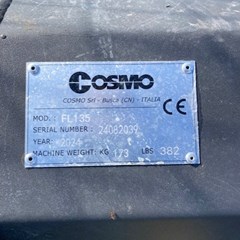 COSMO
COSMO Srl - Busca (CN) - ITALIA
CE
MOD. FL135
SERIAL NUMBER: 24082039
YEAR:
MACHINE WEIGHT: KG 173 LBS 382